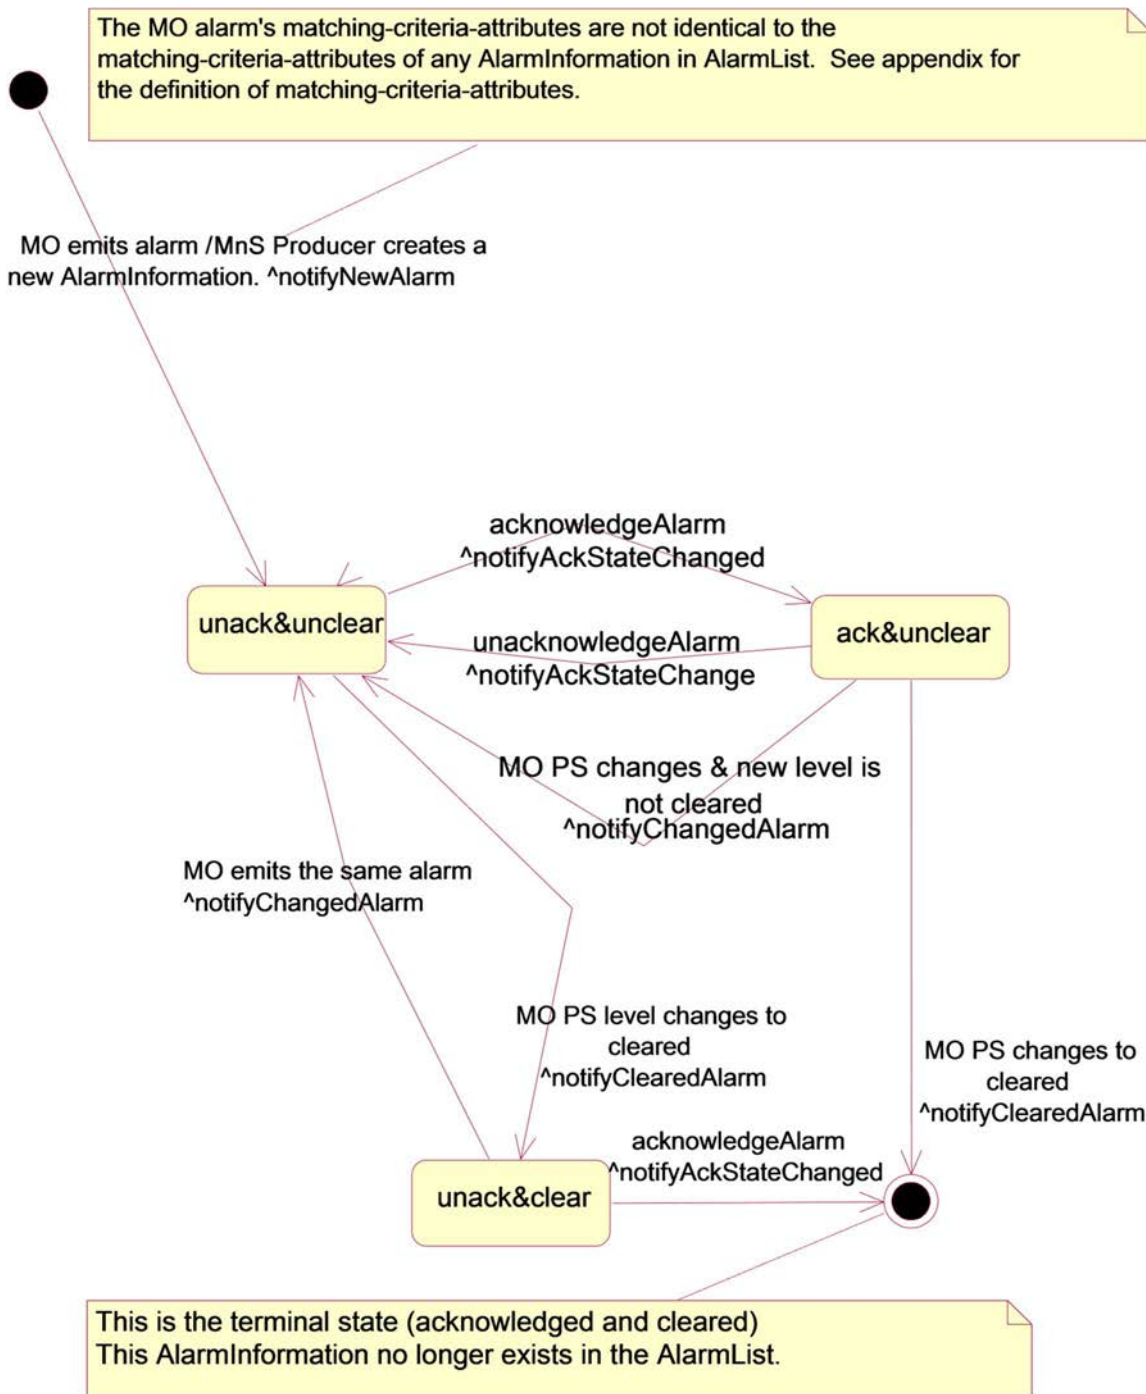 The MO alarm's matching-criteria-attributes are not identical to the
matching-criteria-attributes of any AlarmInformation in AlarmList.  See appendix for
the definition of matching-criteria-attributes.
MO emits alarm /MnS Producer creates a
new AlarmInformation. ^notifyNewAlarm
acknowledgeAlarm
^notifyAckStateChanged
unack&unclear
ack&unclear
unacknowledgeAlarm
^notifyAckStateChange
MO PS changes & new level is
not cleared
^notifyChangedAlarm
MO emits the same alarm
^notifyChangedAlarm
MO PS level changes to
cleared
^notifyClearedAlarm
MO PS changes to
cleared
^notifyClearedAlarm
acknowledgeAlarm
^notifyAckStateChanged
unack&clear
This is the terminal state (acknowledged and cleared)
This AlarmInformation no longer exists in the AlarmList.